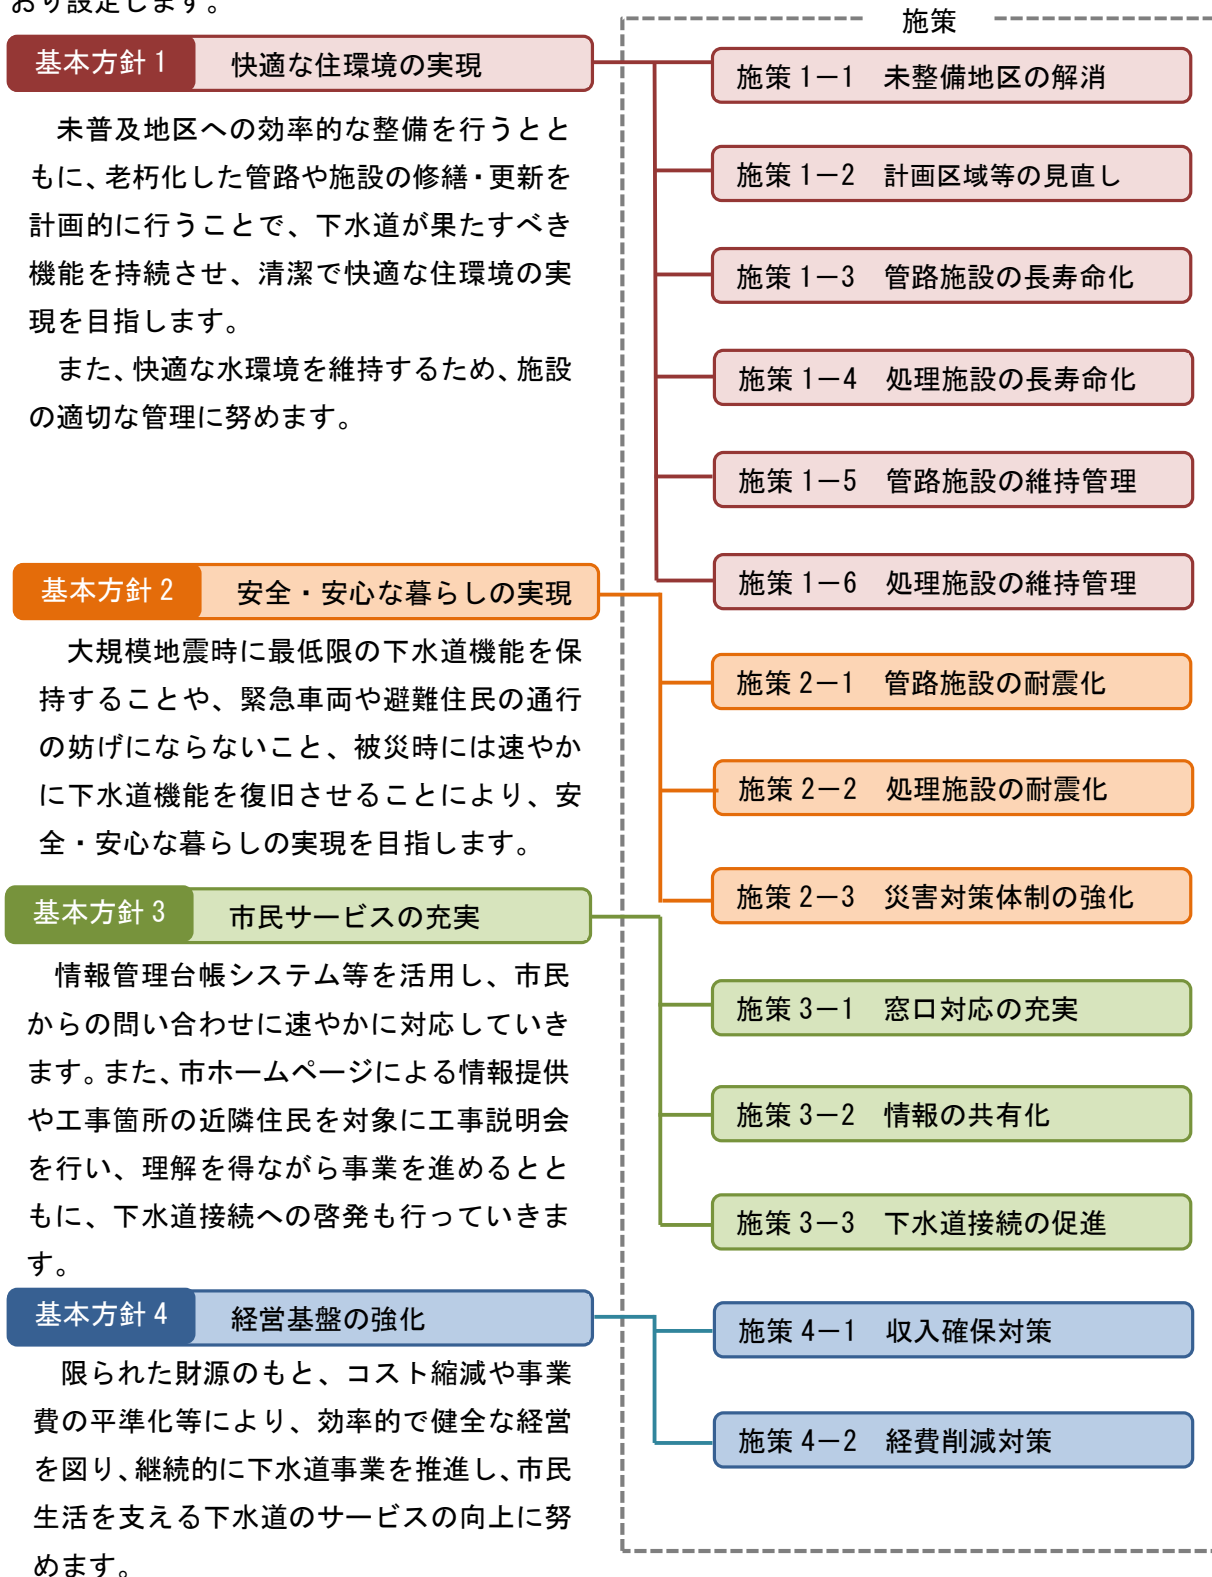 おり設定します。
施策
基本方針1 快適な住環境の実現
未普及地区への効率的な整備を行うとと
もに、老朽化した管路や施設の修繕・更新を
計画的に行うことで、下水道が果たすべき
機能を持続させ、清潔で快適な住環境の実
現を目指します。
また、快適な水環境を維持するため、施設
の適切な管理に努めます。
施策1－1 未整備地区の解消
施策1－2 計画区域等の見直し
施策1－3 管路施設の長寿命化
施策1－4 処理施設の長寿命化
施策1－5 管路施設の維持管理
施策1－6 処理施設の維持管理
基本方針2 安全・安心な暮らしの実現
大規模地震時に最低限の下水道機能を保
持することや、緊急車両や避難住民の通行
の妨げにならないこと、被災時には速やか
に下水道機能を復旧させることにより、安
全・安心な暮らしの実現を目指します。
施策2－1 管路施設の耐震化
施策2－2 処理施設の耐震化
施策2－3 災害対策体制の強化
基本方針3 市民サービスの充実
情報管理台帳システム等を活用し、市民
からの問い合わせに速やかに対応していき
ます。また、市ホームページによる情報提供
や工事箇所の近隣住民を対象に工事説明会
を行い、理解を得ながら事業を進めるとと
もに、下水道接続への啓発も行っていきま
す。
施策3－1 窓口対応の充実
施策3－2 情報の共有化
施策3－3 下水道接続の促進
基本方針4 経営基盤の強化
限られた財源のもと、コスト縮減や事業
費の平準化等により、効率的で健全な経営
を図り、継続的に下水道事業を推進し、市民
生活を支える下水道のサービスの向上に努
めます。
施策4－1 収入確保対策
施策4－2 経費削減対策